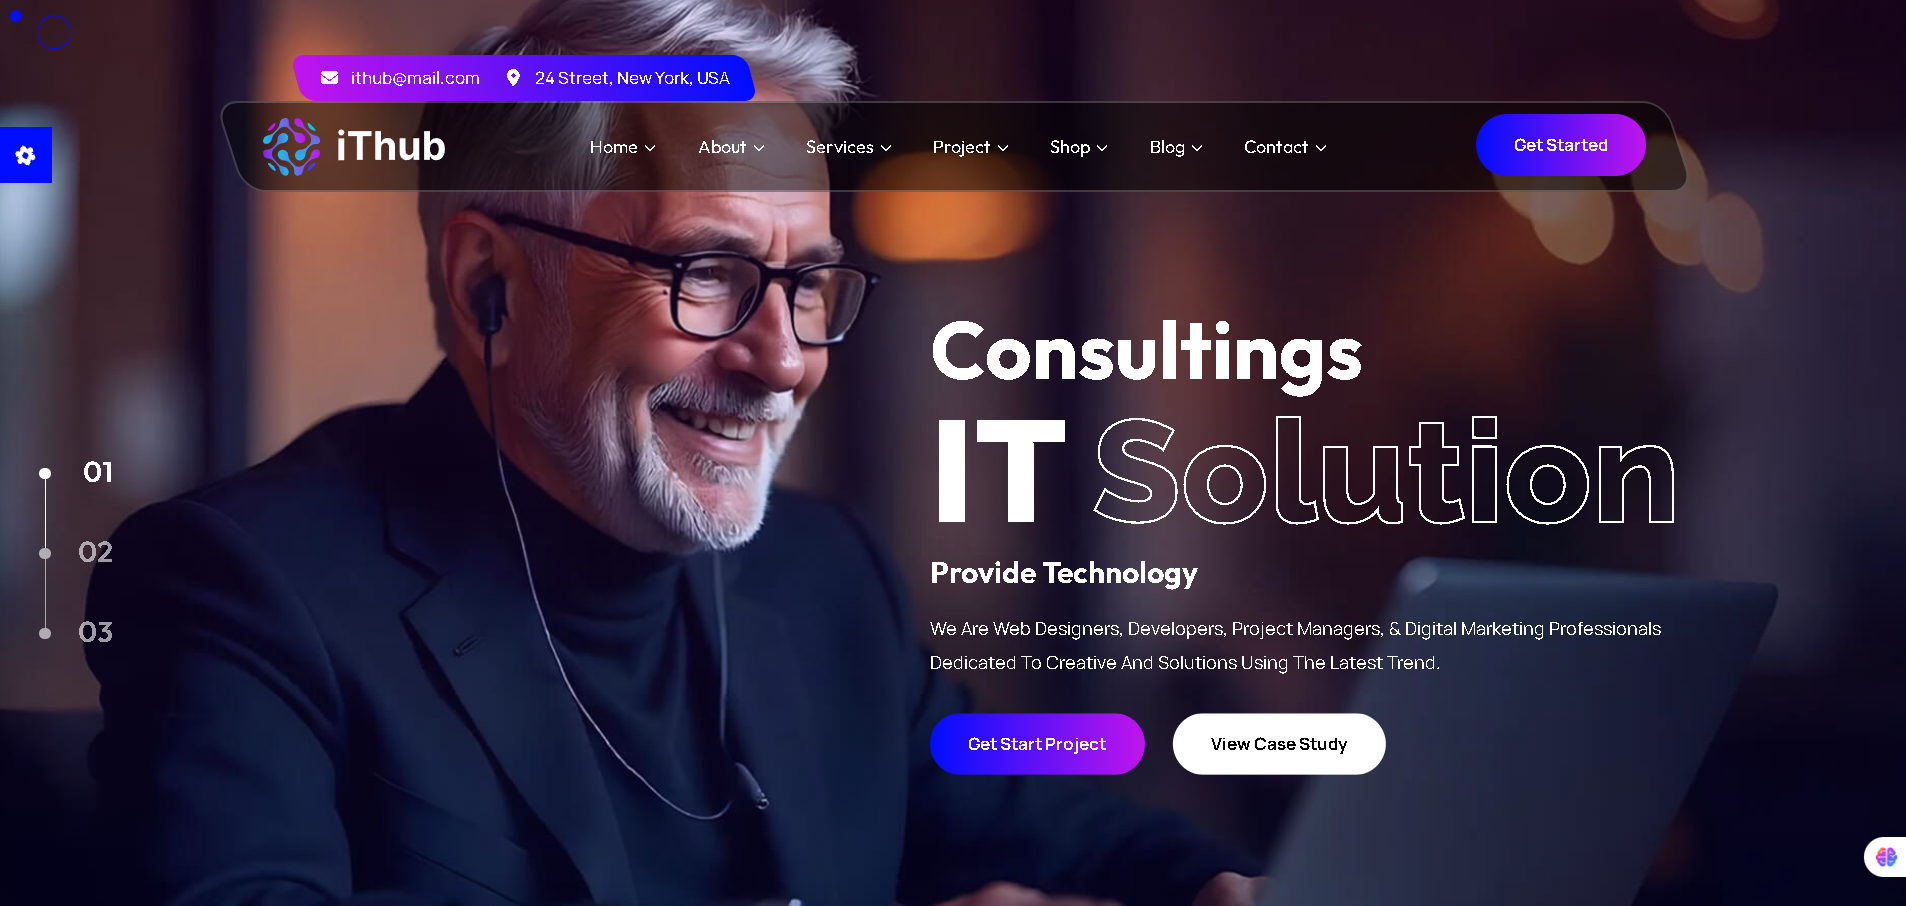 ithub@mail.com 24 Street, New York, USA
iThub Home About Services Project Shop Blog Contact Get Started
Consultings
IT Solution
01
02
03
Provide Technology
We Are Web Designers, Developers, Project Managers, & Digital Marketing Professionals
Dedicated To Creative And Solutions Using The Latest Trend.
Get Start Project View Case Study